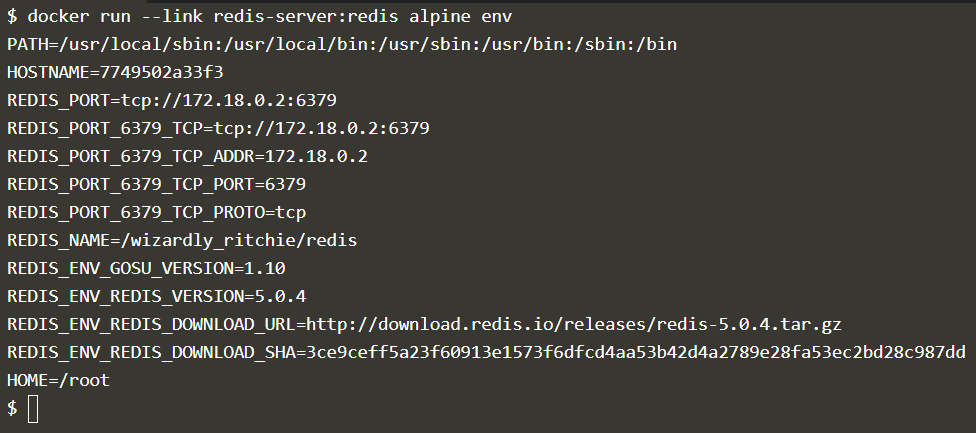 $ docker run --link redis-server:redis alpine env
PATH=/usr/local/sbin:/usr/local/bin:/usr/sbin:/usr/bin:/sbin:/bin
HOSTNAME=7749502a33f3
REDIS_PORT=tcp://172.18.0.2:6379
REDIS_PORT_6379_TCP=tcp://172.18.0.2:6379
REDIS_PORT_6379_TCP_ADDR=172.18.0.2
REDIS_PORT_6379_TCP_PORT=6379
REDIS_PORT_6379_TCP_PROTO=tcp
REDIS_NAME=/wizardly_ritchie/redis
REDIS_ENV_GOSU_VERSION=1.10
REDIS_ENV_REDIS_VERSION=5.0.4
REDIS_ENV_REDIS_DOWNLOAD_URL=http://download.redis.io/releases/redis-5.0.4.tar.gz
REDIS_ENV_REDIS_DOWNLOAD_SHA=3ce9ceff5a23f60913e1573f6dfcd4aa53b42d4a2789e28fa53ec2bd28c987dd
HOME=/root
$